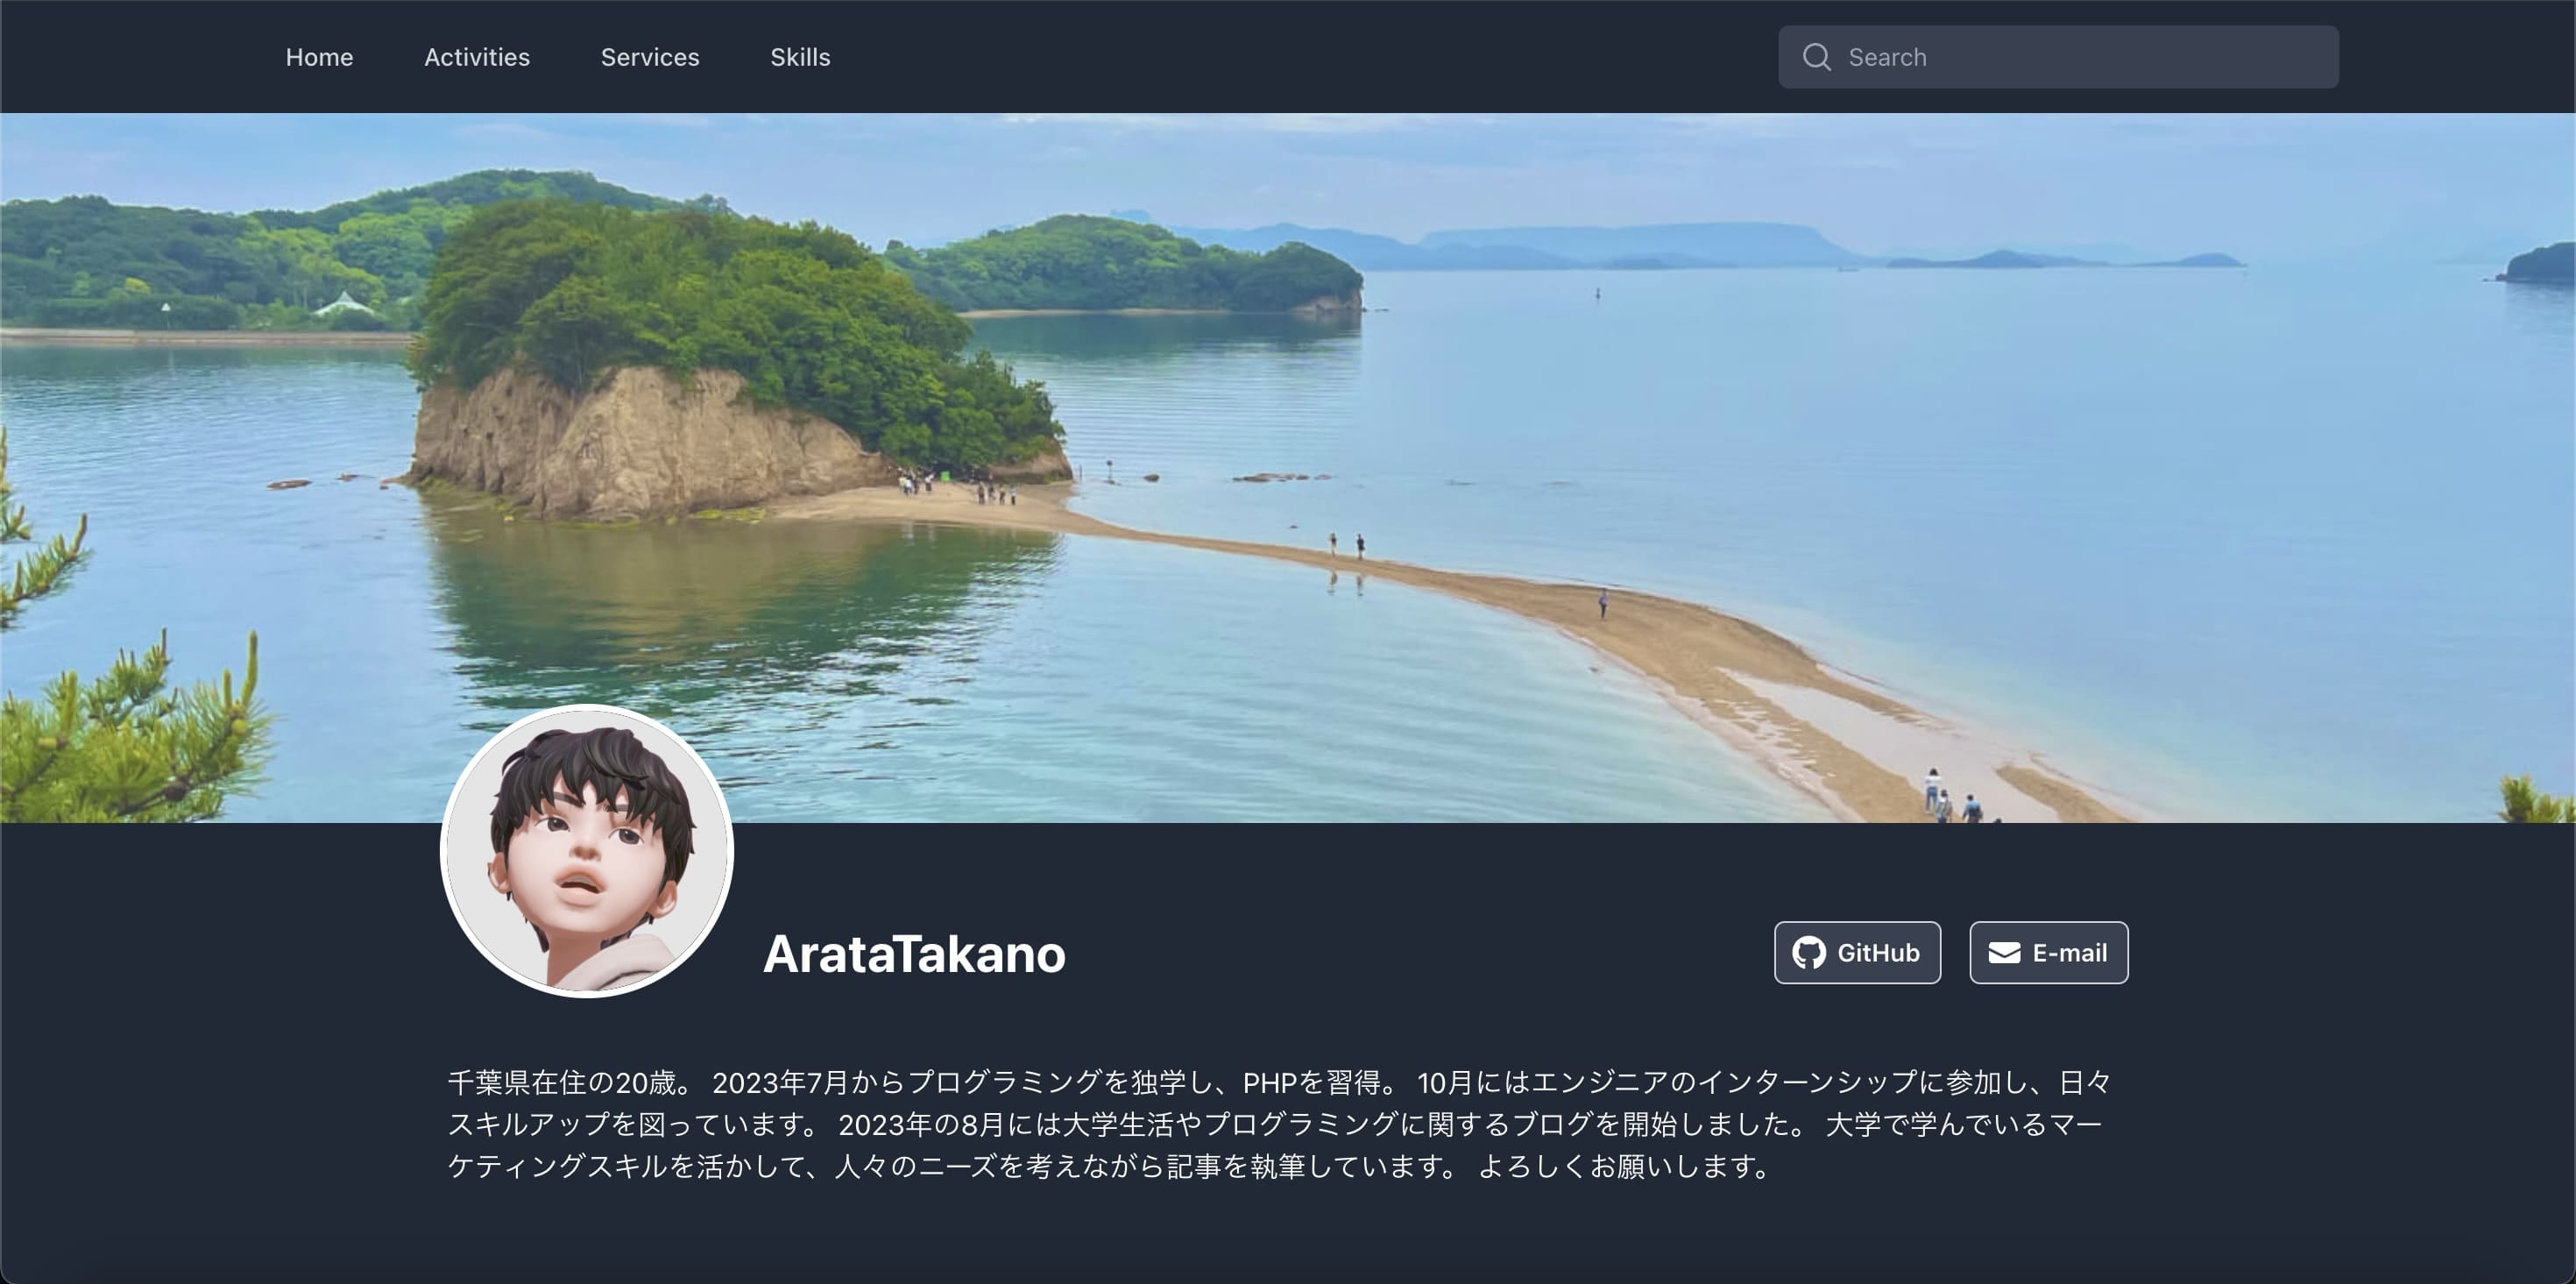 Home Activities Services Skills Search
ArataTakano
GitHub E-mail
千葉県在住の20歳。 2023年7月からプログラミングを独学し、PHPを習得。 10月にはエンジニアのインターンシップに参加し、日々
スキルアップを図っています。 2023年の8月には大学生活やプログラミングに関するブログを開始しました。 大学で学んでいるマー
ケティングスキルを活かして、人々のニーズを考えながら記事を執筆しています。 よろしくお願いします。